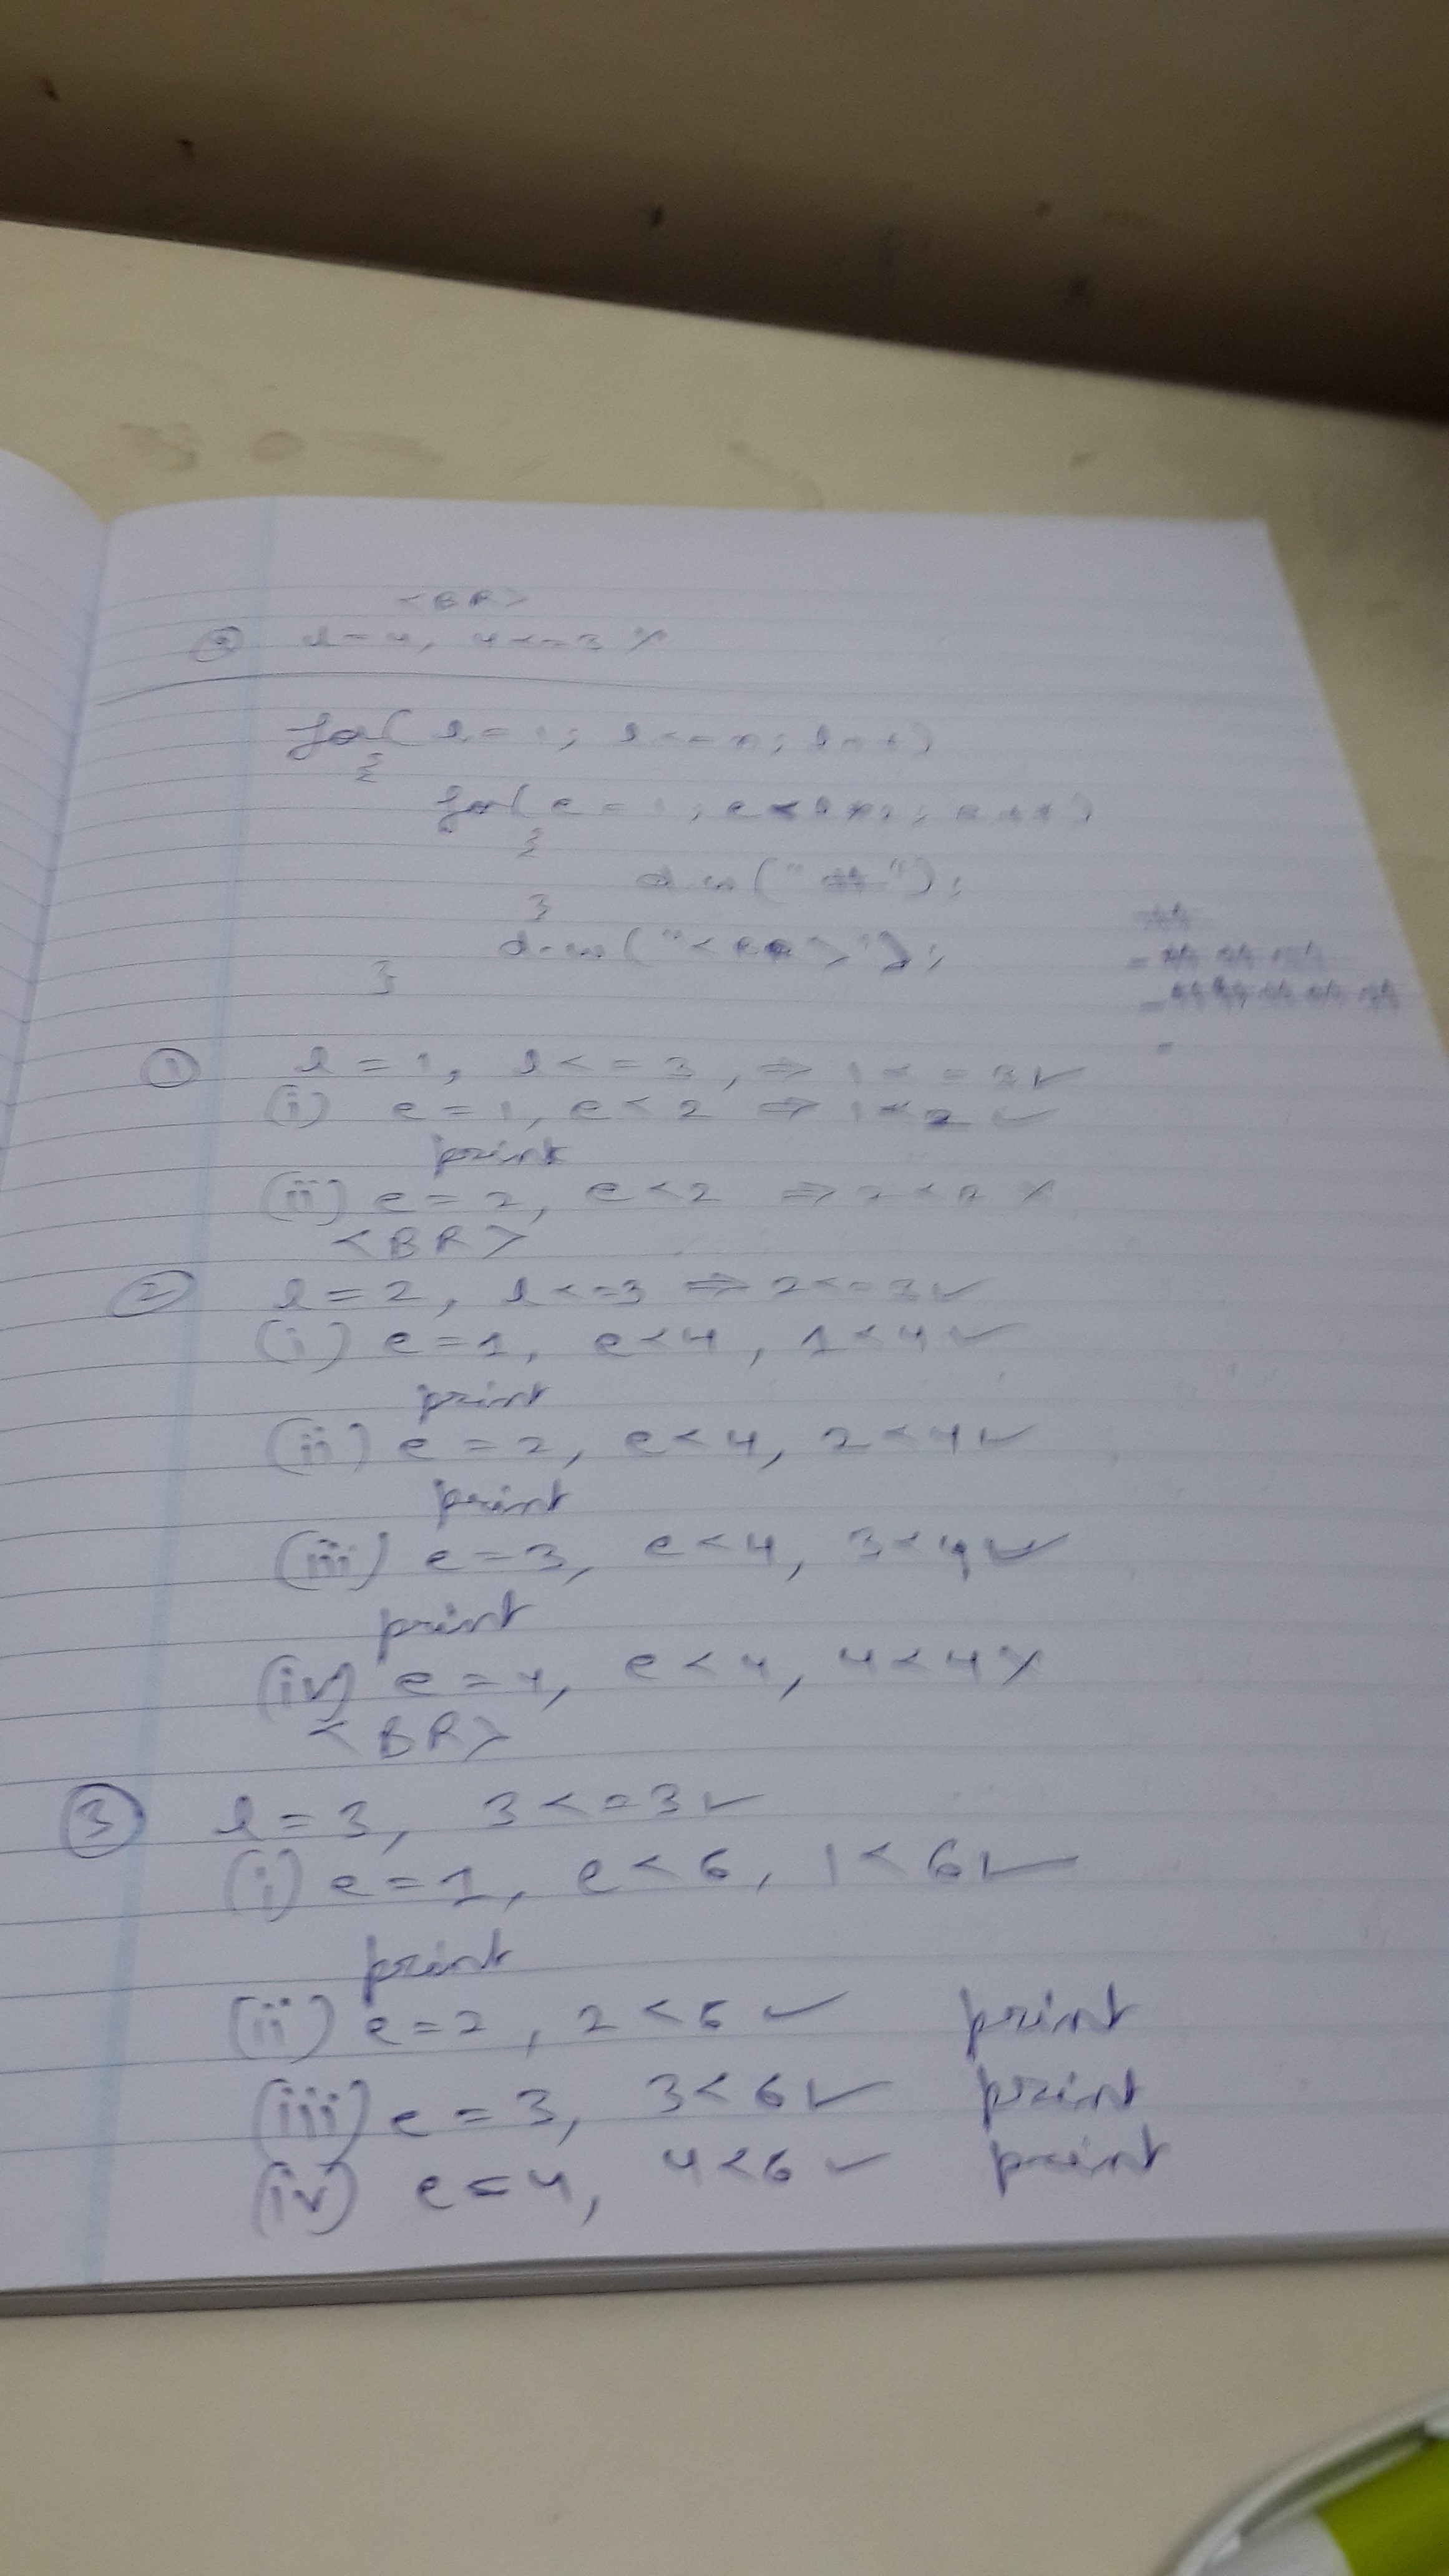 <BR>
l=4, 4<=3 ✗
for( l=1; l<=n; l++)
{
for( e=1; e<l*2; e++)
{
d.w("#");
}
d.w("<BR>");
}
#
# # #
# # # # #
① l=1, l<=3, ⇒ 1<=3 ✓
(i) e=1, e<2 ⇒ 1<2 ✓
print
(ii) e=2, e<2 ⇒ 2<2 ✗
<BR>
② l=2, l<=3 ⇒ 2<=3 ✓
(i) e=1, e<4, 1<4 ✓
print
(ii) e=2, e<4, 2<4 ✓
print
(iii) e=3, e<4, 3<4 ✓
print
(iv) e=4, e<4, 4<4 ✗
<BR>
③ l=3, 3<=3 ✓
(i) e=1, e<6, 1<6 ✓
print
(ii) e=2, 2<6 ✓ print
(iii) e=3, 3<6 ✓ print
(iv) e=4, 4<6 ✓ print